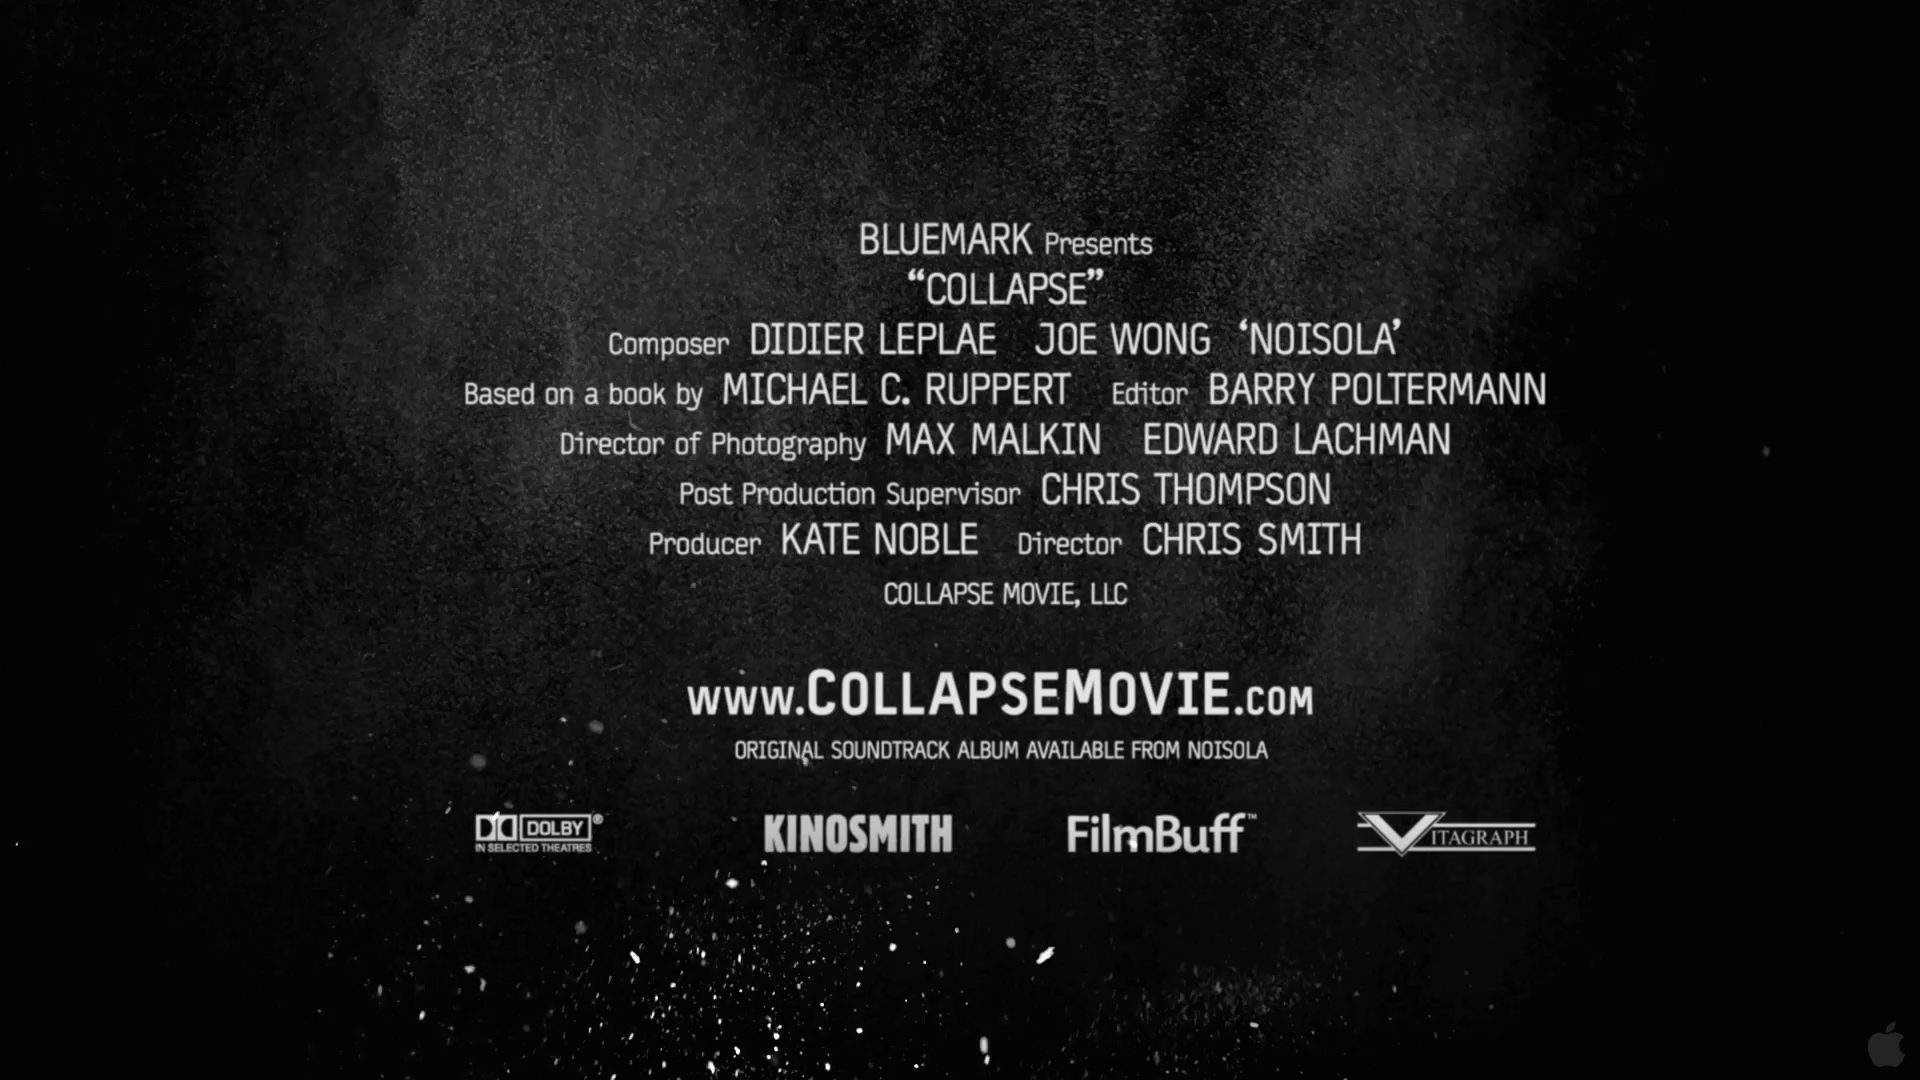 BLUEMARK Presents
“COLLAPSE”
Composer DIDIER LEPLAE JOE WONG ‘NOISOLA’
Based on a book by MICHAEL C. RUPPERT Editor BARRY POLTERMANN
Director of Photography MAX MALKIN EDWARD LACHMAN
Post Production Supervisor CHRIS THOMPSON
Producer KATE NOBLE Director CHRIS SMITH
COLLAPSE MOVIE, LLC
www.COLLAPSEMOVIE.COM
ORIGINAL SOUNDTRACK ALBUM AVAILABLE FROM NOISOLA
DOLBY®
IN SELECTED THEATRES
KINOSMITH
FilmBuff™
VITAGRAPH